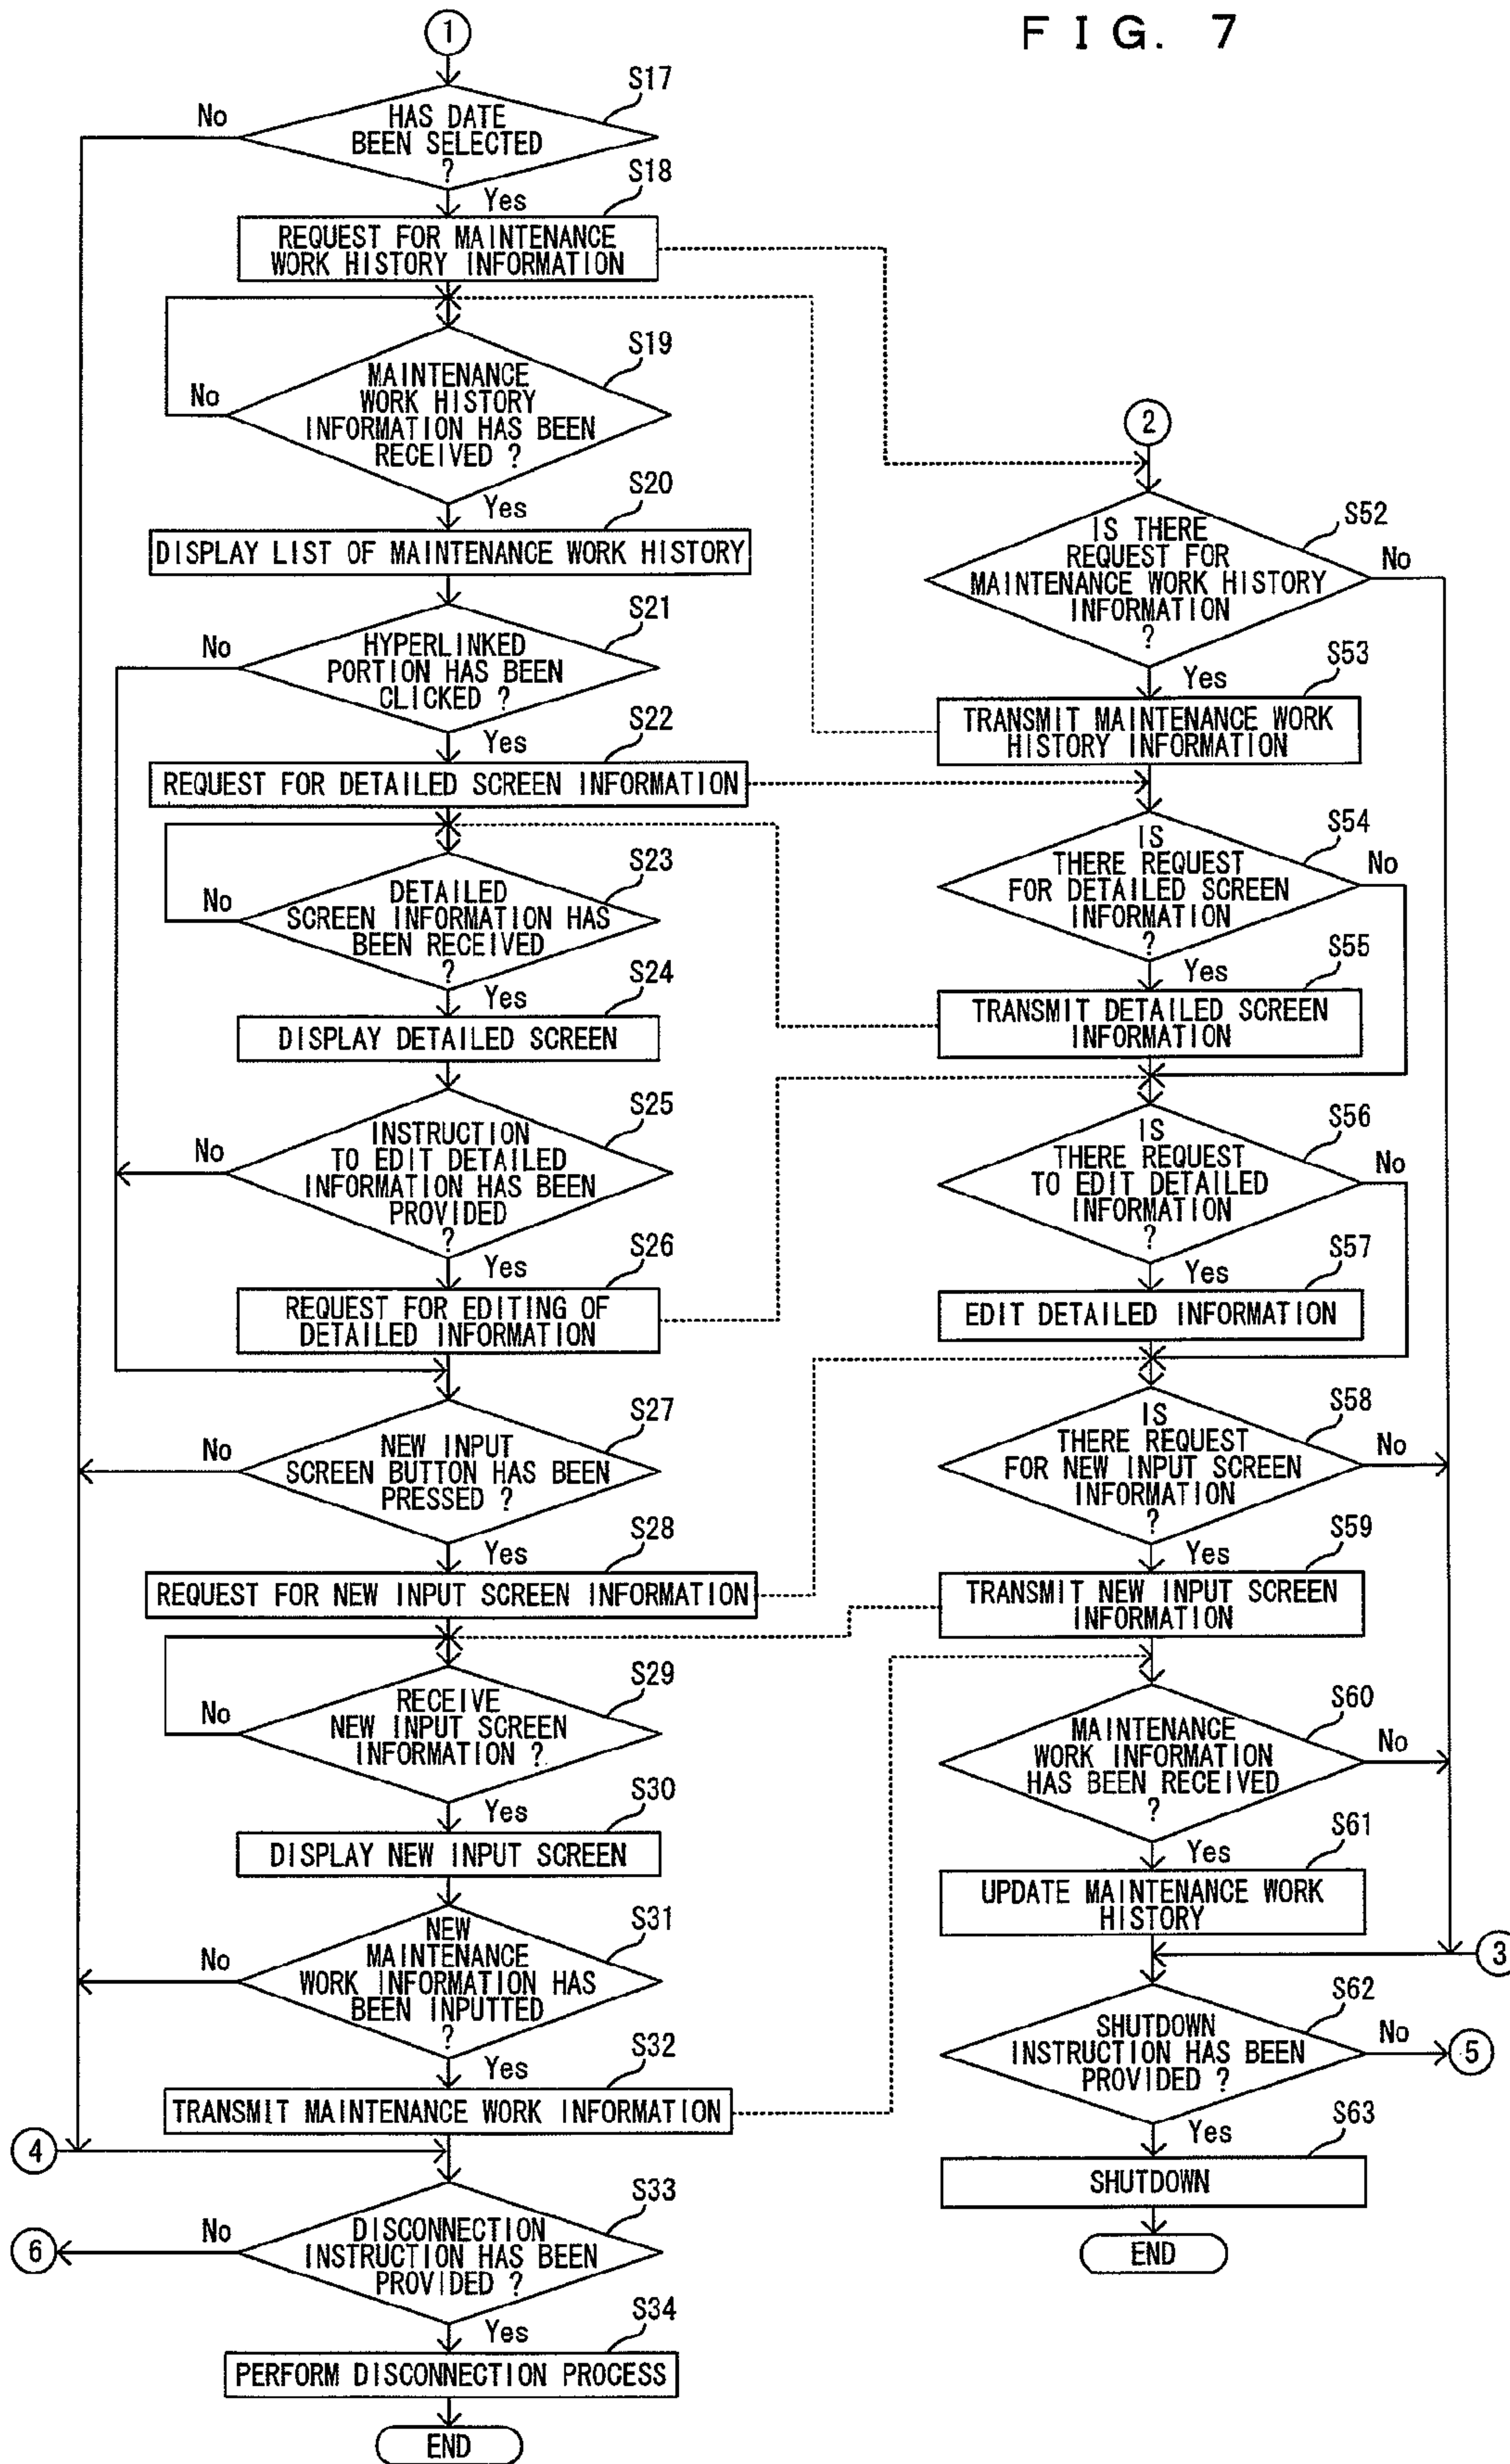 FIG. 7
1
S17
HAS DATE
BEEN SELECTED
?
No
Yes
S18
REQUEST FOR MAINTENANCE
WORK HISTORY INFORMATION
S19
MAINTENANCE
WORK HISTORY
INFORMATION HAS BEEN
RECEIVED ?
No
Yes
S20
DISPLAY LIST OF MAINTENANCE WORK HISTORY
S21
HYPERLINKED
PORTION HAS BEEN
CLICKED ?
No
Yes
S22
REQUEST FOR DETAILED SCREEN INFORMATION
S23
DETAILED
SCREEN INFORMATION HAS
BEEN RECEIVED
?
No
Yes
S24
DISPLAY DETAILED SCREEN
S25
INSTRUCTION
TO EDIT DETAILED
INFORMATION HAS BEEN
PROVIDED
?
No
Yes
S26
REQUEST FOR EDITING OF
DETAILED INFORMATION
S27
NEW INPUT
SCREEN BUTTON HAS BEEN
PRESSED ?
No
Yes
S28
REQUEST FOR NEW INPUT SCREEN INFORMATION
S29
RECEIVE
NEW INPUT SCREEN
INFORMATION ?
No
Yes
S30
DISPLAY NEW INPUT SCREEN
S31
NEW
MAINTENANCE
WORK INFORMATION HAS
BEEN INPUTTED
?
No
Yes
S32
TRANSMIT MAINTENANCE WORK INFORMATION
4
S33
DISCONNECTION
INSTRUCTION HAS BEEN
PROVIDED ?
No
6
Yes
S34
PERFORM DISCONNECTION PROCESS
END
2
S52
IS THERE
REQUEST FOR
MAINTENANCE WORK HISTORY
INFORMATION
?
No
Yes
S53
TRANSMIT MAINTENANCE WORK
HISTORY INFORMATION
S54
IS
THERE REQUEST
FOR DETAILED SCREEN
INFORMATION
?
No
Yes
S55
TRANSMIT DETAILED SCREEN
INFORMATION
S56
IS
THERE REQUEST
TO EDIT DETAILED
INFORMATION
?
No
Yes
S57
EDIT DETAILED INFORMATION
S58
IS
THERE REQUEST
FOR NEW INPUT SCREEN
INFORMATION
?
No
Yes
S59
TRANSMIT NEW INPUT SCREEN
INFORMATION
S60
MAINTENANCE
WORK INFORMATION
HAS BEEN RECEIVED
?
No
Yes
S61
UPDATE MAINTENANCE WORK
HISTORY
3
S62
SHUTDOWN
INSTRUCTION HAS BEEN
PROVIDED ?
No
5
Yes
S63
SHUTDOWN
END